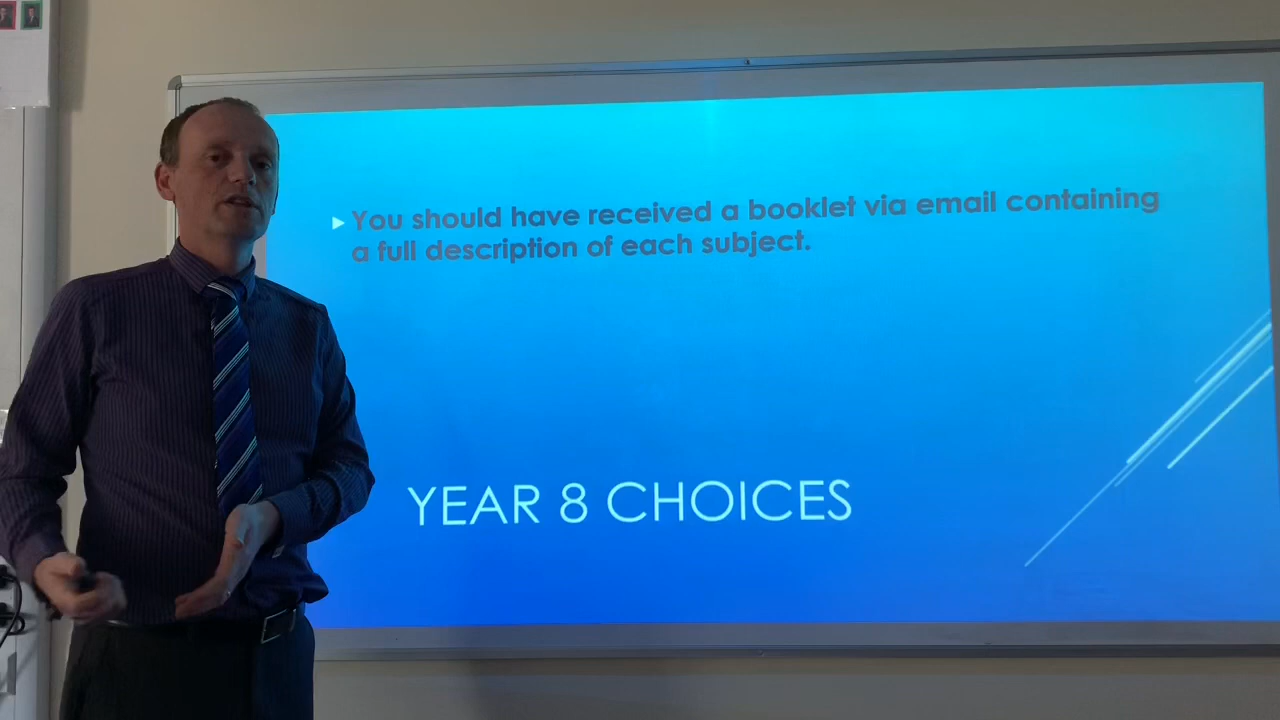 You should have received a booklet via email containing
a full description of each subject.
YEAR 8 CHOICES